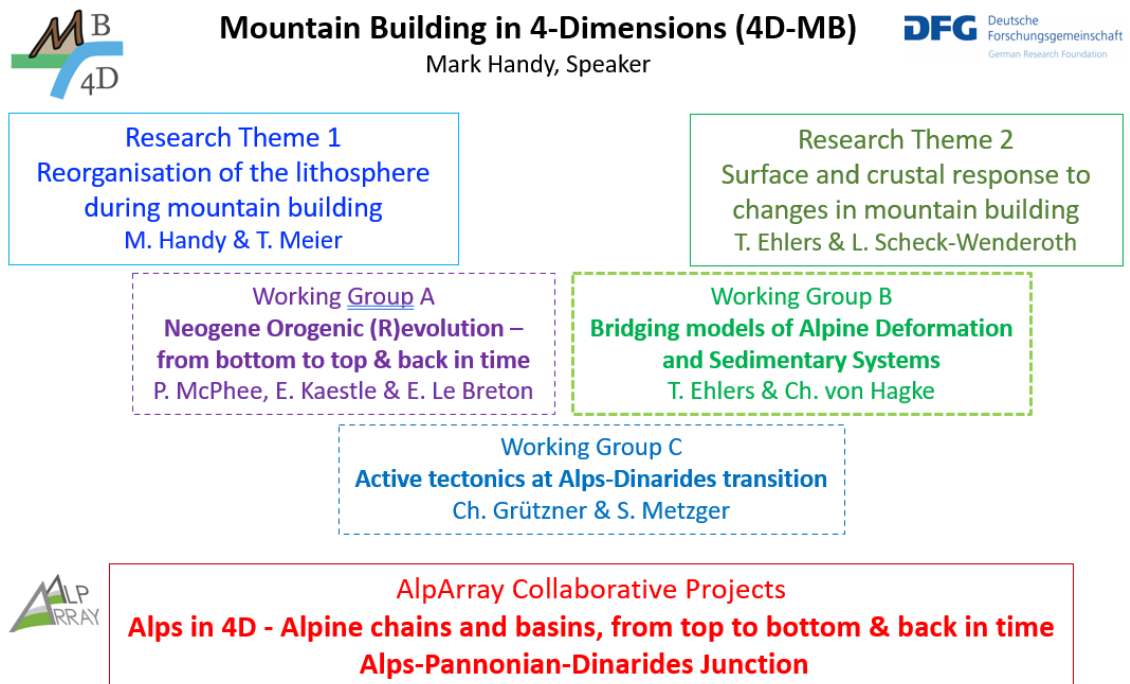 MB
4D
Mountain Building in 4-Dimensions (4D-MB)
Mark Handy, Speaker
DFG Deutsche
Forschungsgemeinschaft
German Research Foundation
Research Theme 1
Reorganisation of the lithosphere
during mountain building
M. Handy & T. Meier
Research Theme 2
Surface and crustal response to
changes in mountain building
T. Ehlers & L. Scheck-Wenderoth
Working Group A
Neogene Orogenic (R)evolution –
from bottom to top & back in time
P. McPhee, E. Kaestle & E. Le Breton
Working Group B
Bridging models of Alpine Deformation
and Sedimentary Systems
T. Ehlers & Ch. von Hagke
Working Group C
Active tectonics at Alps-Dinarides transition
Ch. Grützner & S. Metzger
ALP
ARRAY
AlpArray Collaborative Projects
Alps in 4D - Alpine chains and basins, from top to bottom & back in time
Alps-Pannonian-Dinarides Junction